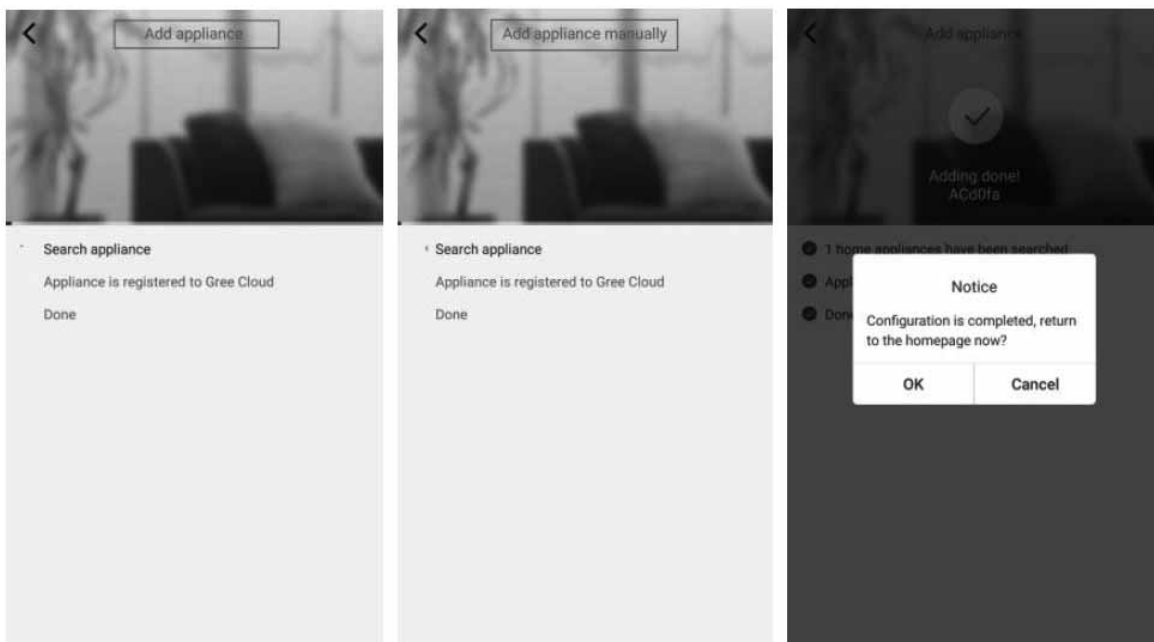 Add appliance
Search appliance
Appliance is registered to Gree Cloud
Done
Add appliance manually
Search appliance
Appliance is registered to Gree Cloud
Done
Add appliance
Adding done!
ACd0fa
1 home appliances have been searched
Appl
Done
Notice
Configuration is completed, return
to the homepage now?
OK
Cancel